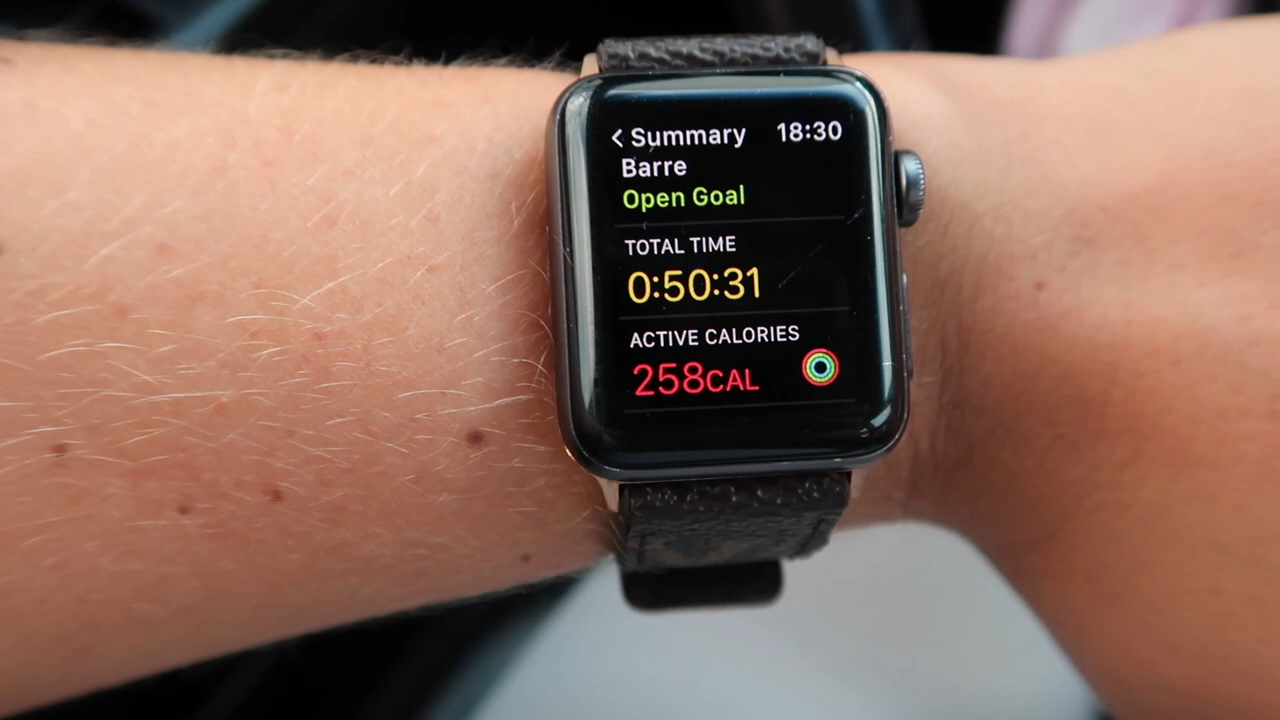 < Summary 18:30
Barre
Open Goal
TOTAL TIME
0:50:31
ACTIVE CALORIES
258CAL